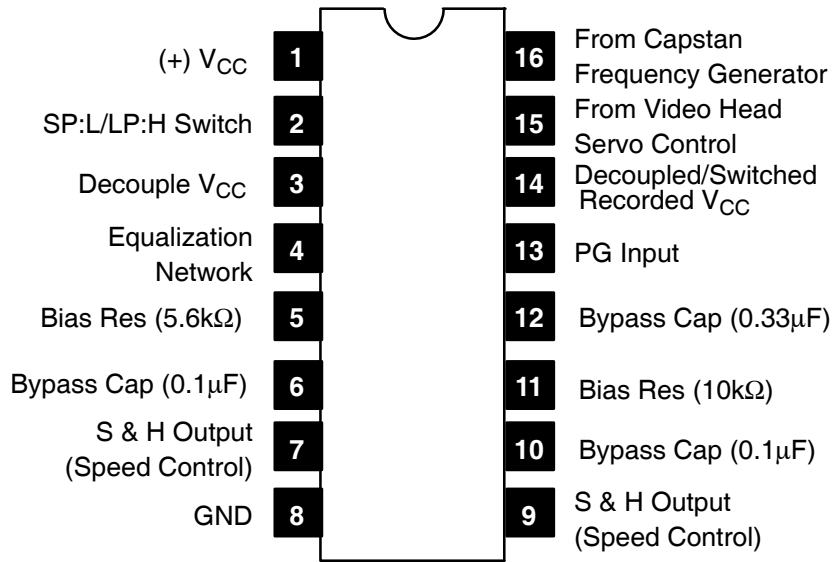 (+) VCC 1
SP:L/LP:H Switch 2
Decouple VCC 3
Equalization
Network 4
Bias Res (5.6kΩ) 5
Bypass Cap (0.1μF) 6
S & H Output
(Speed Control) 7
GND 8
16 From Capstan
Frequency Generator
15 From Video Head
Servo Control
14 Decoupled/Switched
Recorded VCC
13 PG Input
12 Bypass Cap (0.33μF)
11 Bias Res (10kΩ)
10 Bypass Cap (0.1μF)
9 S & H Output
(Speed Control)